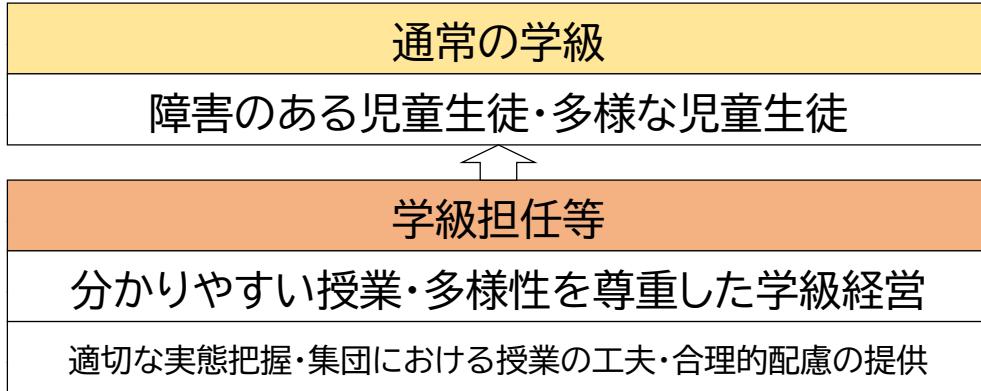 通常の学級
障害のある児童生徒・多様な児童生徒
学級担任等
分かりやすい授業・多様性を尊重した学級経営
適切な実態把握・集団における授業の工夫・合理的配慮の提供